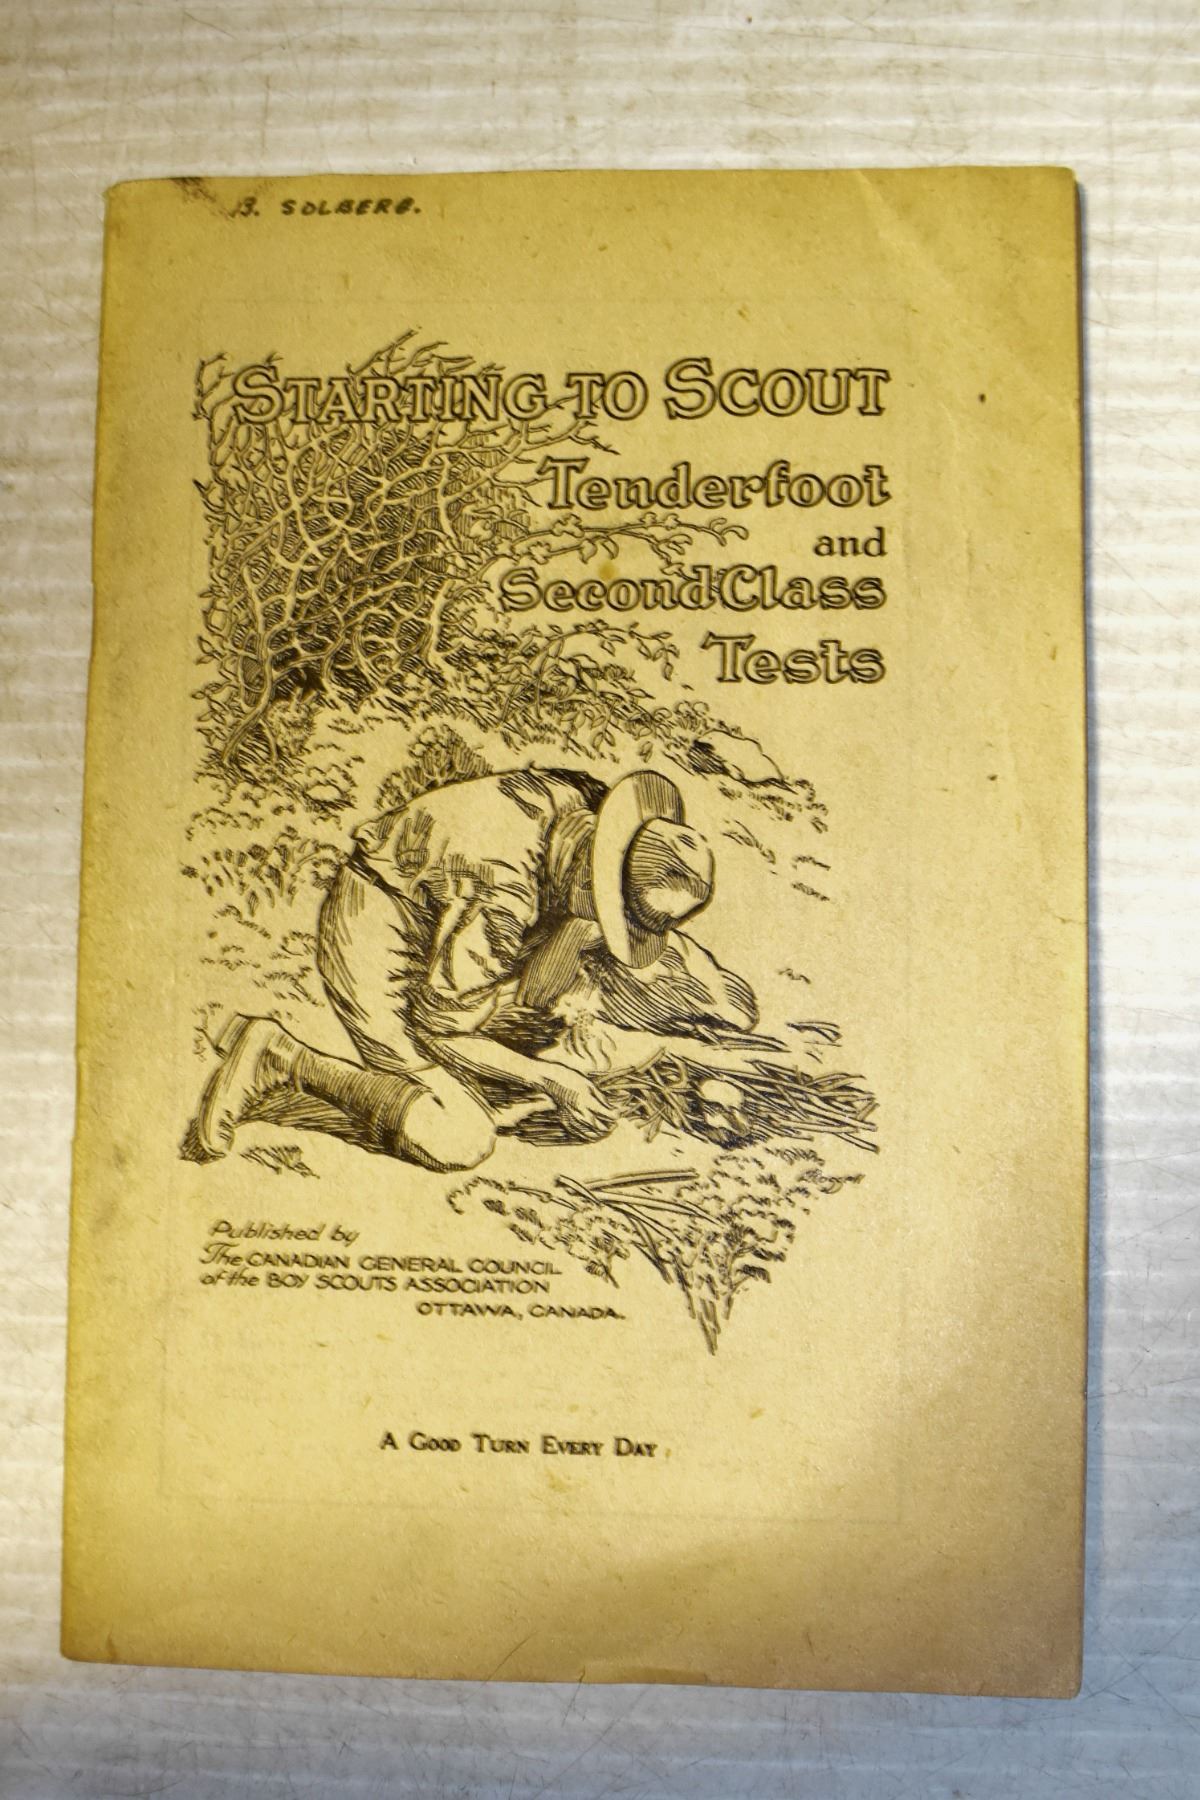 B. SOLBERG.
STARTING TO SCOUT
Tenderfoot
and
Second Class
Tests
Published by
The CANADIAN GENERAL COUNCIL
of the BOY SCOUTS ASSOCIATION
OTTAWA, CANADA.
A GOOD TURN EVERY DAY